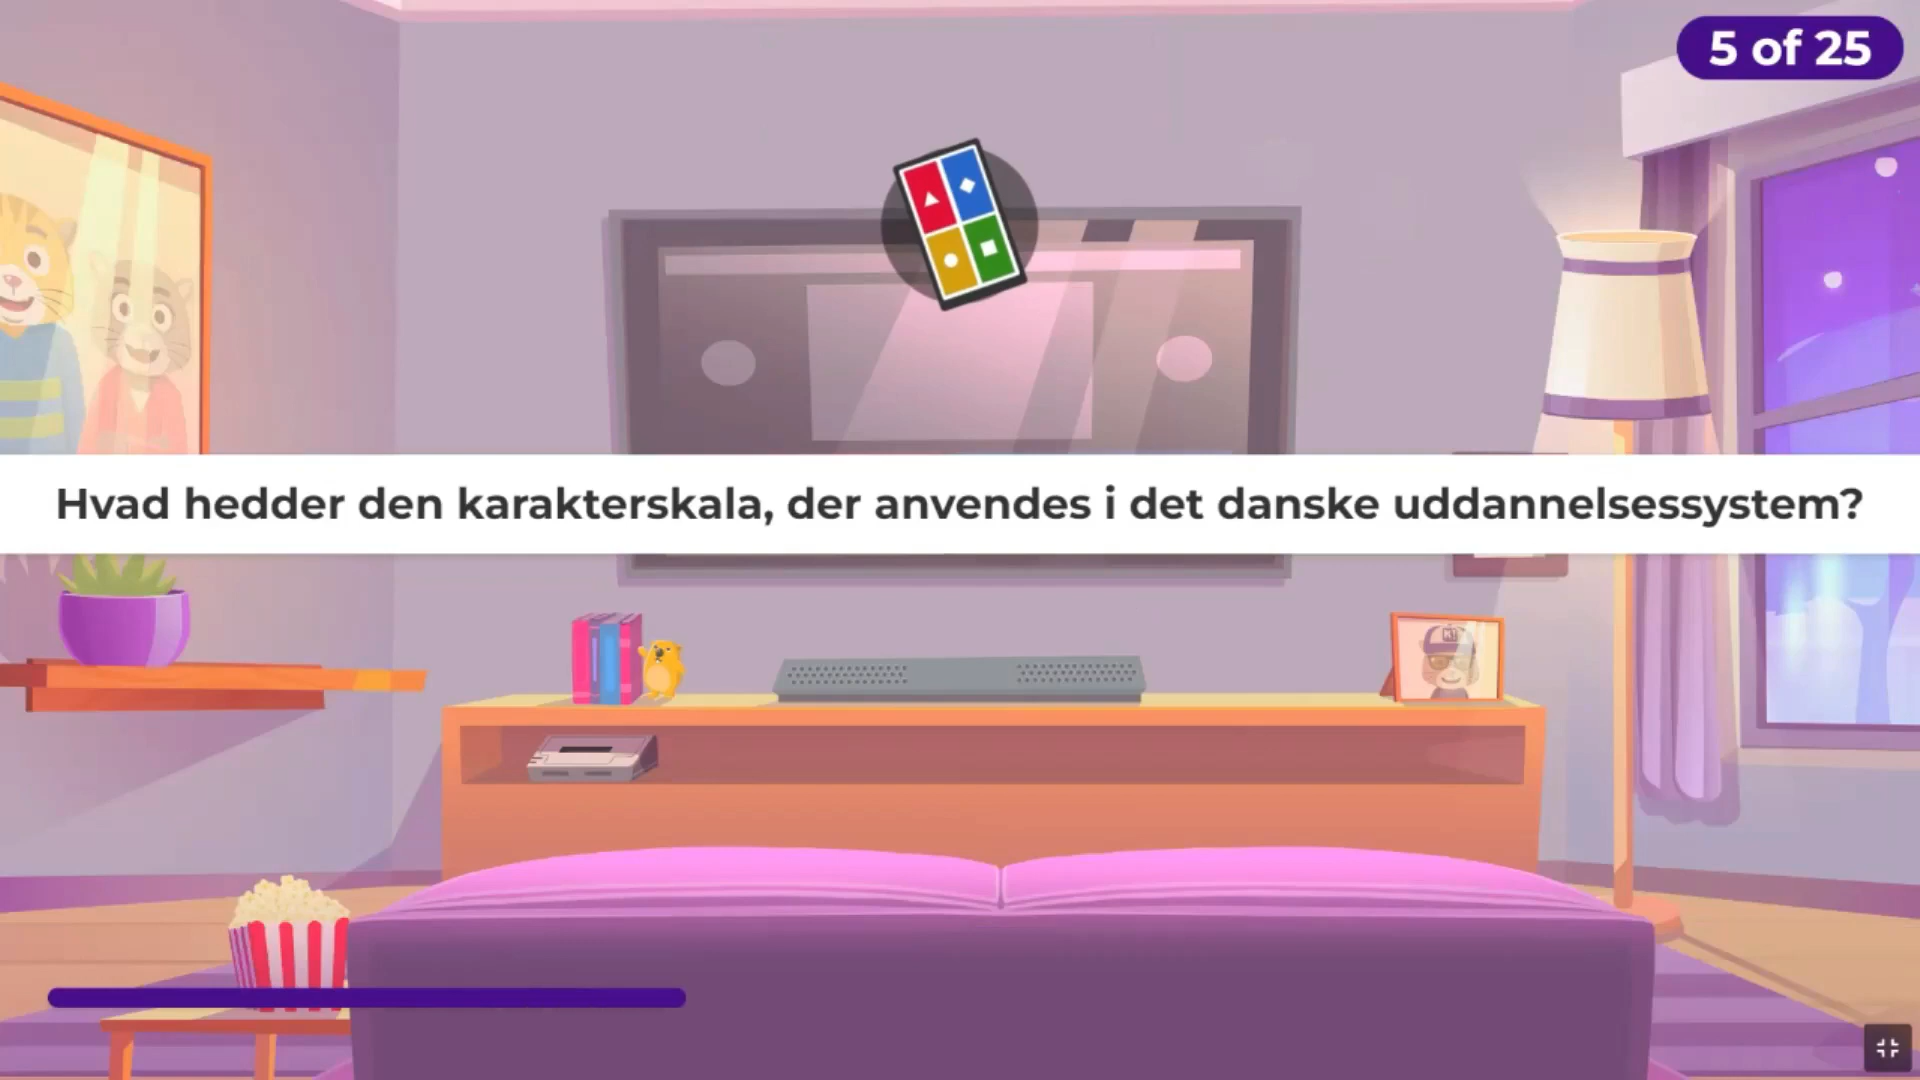 5 of 25
Hvad hedder den karakterskala, der anvendes i det danske uddannelsessystem?